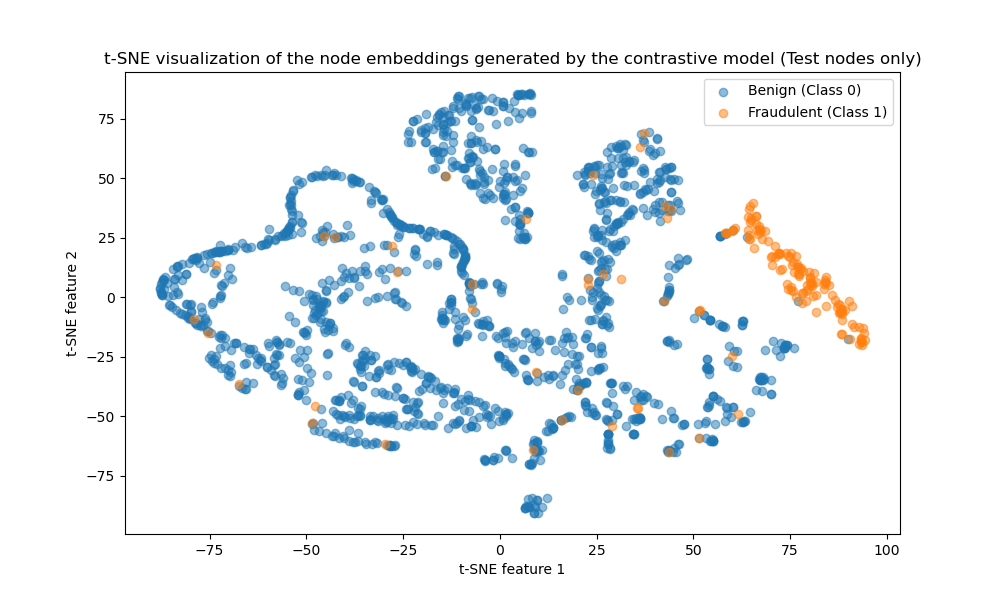 t-SNE visualization of the node embeddings generated by the contrastive model (Test nodes only)
Benign (Class 0)
Fraudulent (Class 1)
75
50
25
0
−25
−50
−75
t-SNE feature 2
−75 −50 −25 0 25 50 75 100
t-SNE feature 1